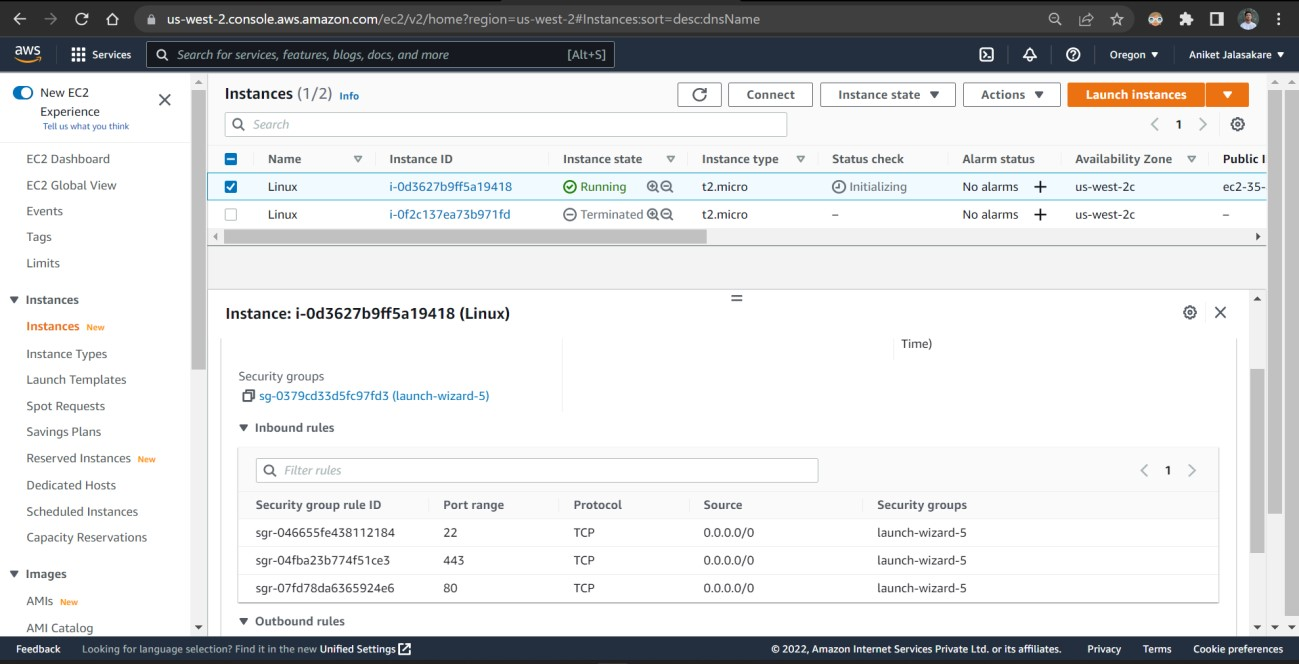 us-west-2.console.aws.amazon.com/ec2/v2/home?region=us-west-2#Instances:sort=desc:dnsName
aws Services Search for services, features, blogs, docs, and more [Alt+S] Oregon ▼ Aniket Jalasakare ▼
New EC2
Experience
Tell us what you think
EC2 Dashboard
EC2 Global View
Events
Tags
Limits
Instances
Instances New
Instance Types
Launch Templates
Spot Requests
Savings Plans
Reserved Instances New
Dedicated Hosts
Scheduled Instances
Capacity Reservations
Images
AMIs New
AMI Catalog
Instances (1/2) Info Connect Instance state ▼ Actions ▼ Launch instances ▼
Search 1
Name Instance ID Instance state Instance type Status check Alarm status Availability Zone Public I
Linux i-0d3627b9ff5a19418 Running t2.micro Initializing No alarms + us-west-2c ec2-35-
Linux i-0f2c137ea73b971fd Terminated t2.micro – No alarms + us-west-2c –
Instance: i-0d3627b9ff5a19418 (Linux)
Time)
Security groups
sg-0379cd33d5fc97fd3 (launch-wizard-5)
Inbound rules
Filter rules 1
Security group rule ID Port range Protocol Source Security groups
sgr-046655fe438112184 22 TCP 0.0.0.0/0 launch-wizard-5
sgr-04fba23b774f51ce3 443 TCP 0.0.0.0/0 launch-wizard-5
sgr-07fd78da6365924e6 80 TCP 0.0.0.0/0 launch-wizard-5
Outbound rules
Feedback Looking for language selection? Find it in the new Unified Settings © 2022, Amazon Internet Services Private Ltd. or its affiliates. Privacy Terms Cookie preferences